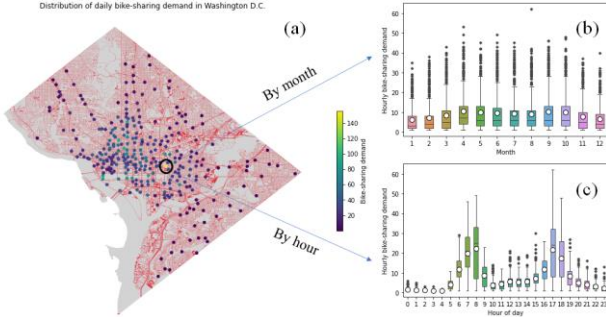 Distribution of daily bike-sharing demand in Washington D.C.
(a)
By month
By hour
140
120
100
80
60
40
20
Bike-sharing demand
(b)
Hourly bike-sharing demand
60
50
40
30
20
10
0
1 2 3 4 5 6 7 8 9 10 11 12
Month
(c)
Hourly bike-sharing demand
60
50
40
30
20
10
0
0 1 2 3 4 5 6 7 8 9 10 11 12 13 14 15 16 17 18 19 20 21 22 23
Hour of day